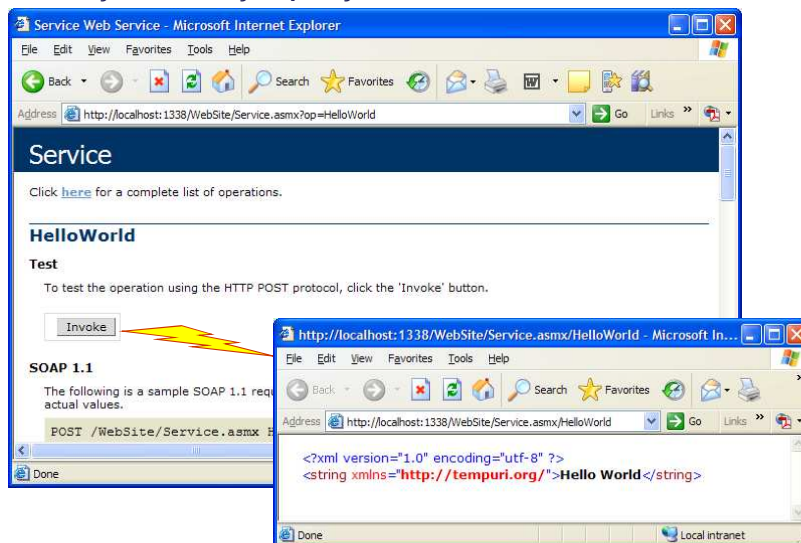 Service Web Service - Microsoft Internet Explorer
File Edit View Favorites Tools Help
Back Search Favorites
Address http://localhost:1338/WebSite/Service.asmx?op=HelloWorld Go Links »
Service
Click here for a complete list of operations.
HelloWorld
Test
To test the operation using the HTTP POST protocol, click the 'Invoke' button.
Invoke
SOAP 1.1
The following is a sample SOAP 1.1
actual values.
POST /WebSite/Service.asmx
Done
http://localhost:1338/WebSite/Service.asmx/HelloWorld - Microsoft In...
File Edit View Favorites Tools Help
Back Search Favorites »
Address http://localhost:1338/WebSite/Service.asmx/HelloWorld Go Links »
<?xml version="1.0" encoding="utf-8" ?>
<string xmlns="http://tempuri.org/">Hello World</string>
Done Local intranet